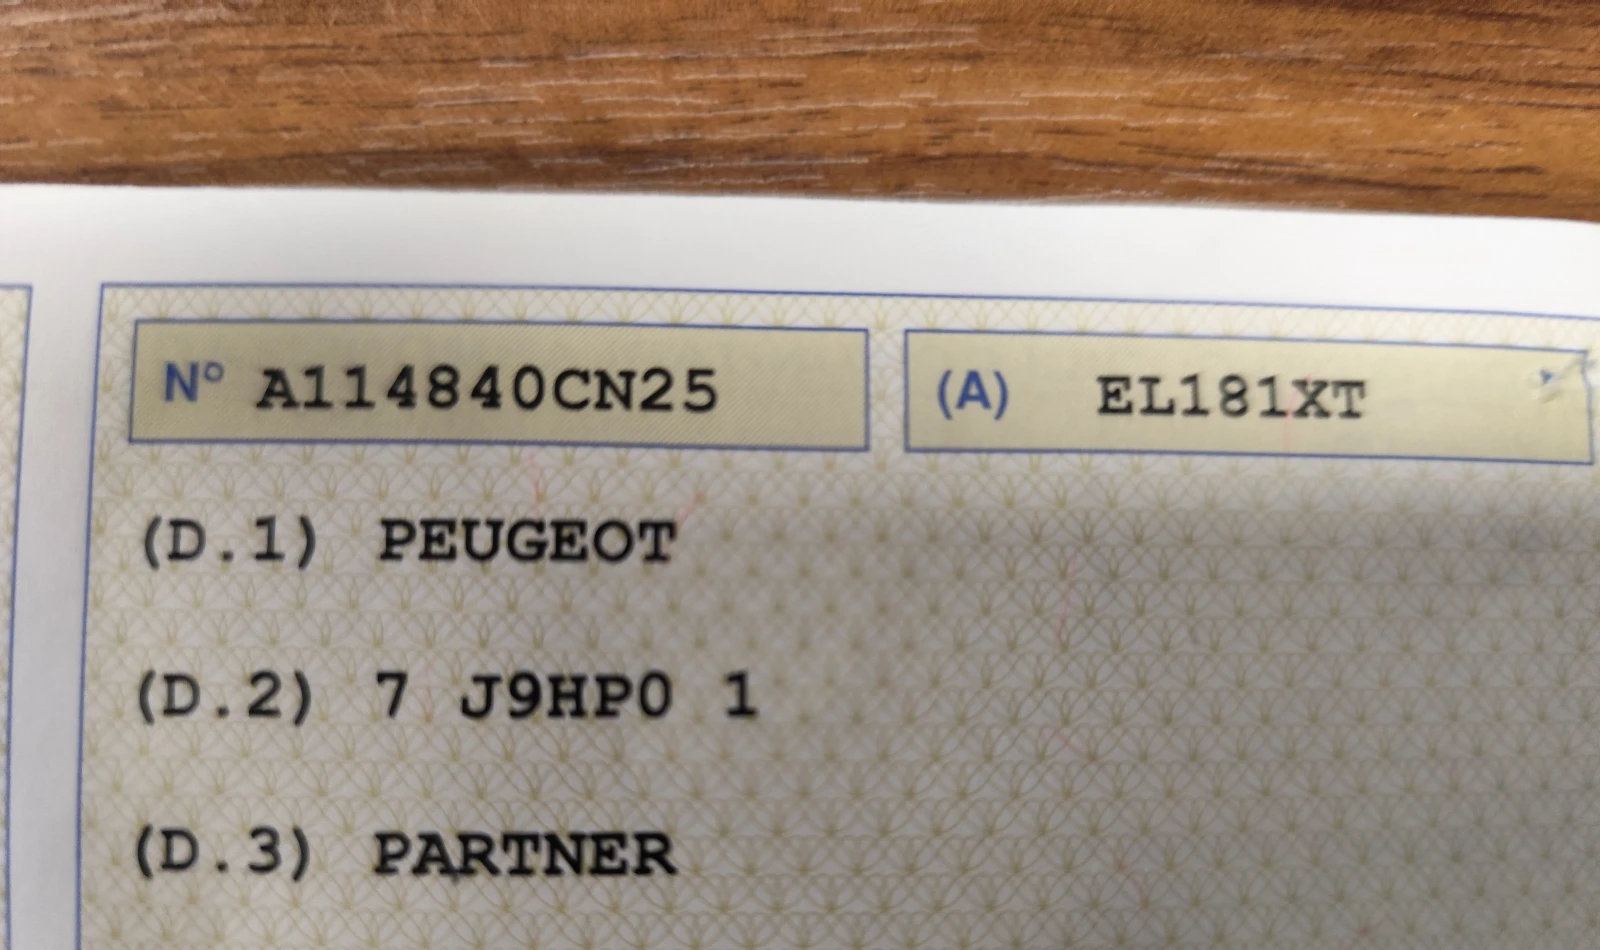 N° A114840CN25
(A) EL181XT
(D.1) PEUGEOT
(D.2) 7 J9HP0 1
(D.3) PARTNER